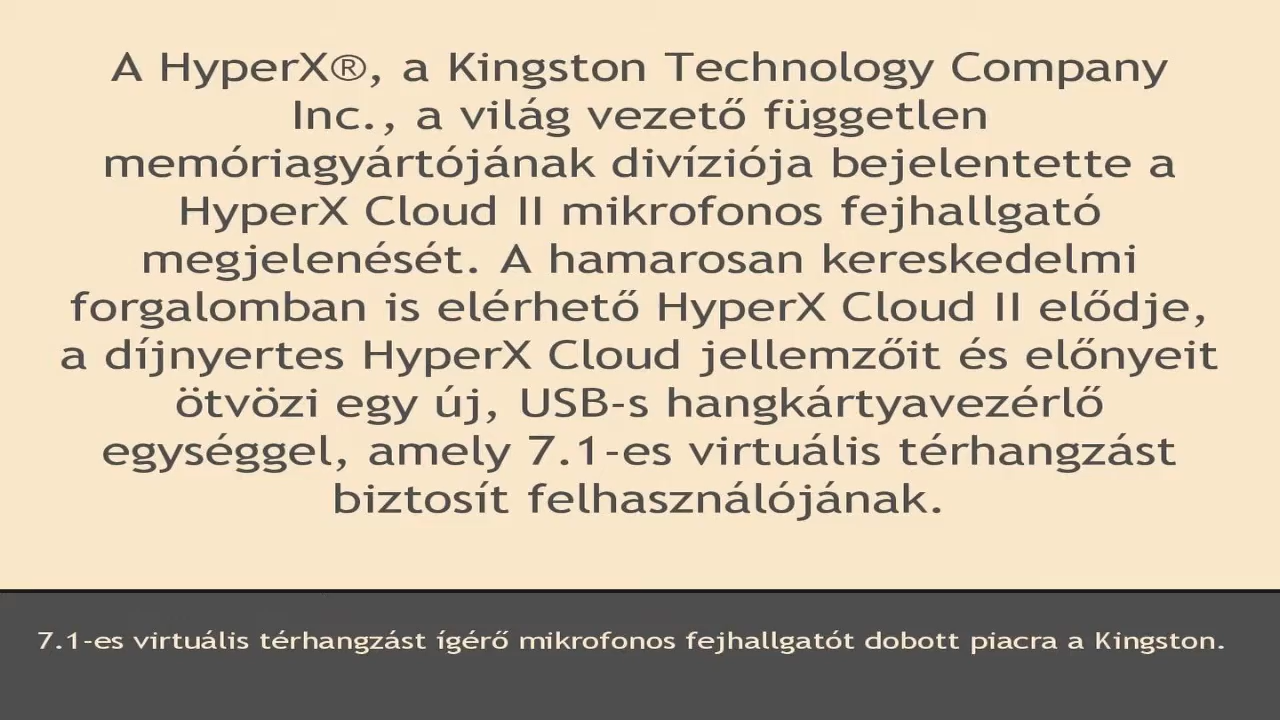 A HyperX®, a Kingston Technology Company
Inc., a világ vezető független
memóriagyártójának divíziója bejelentette a
HyperX Cloud II mikrofonos fejhallgató
megjelenését. A hamarosan kereskedelmi
forgalomban is elérhető HyperX Cloud II elődje,
a díjnyertes HyperX Cloud jellemzőit és előnyeit
ötvözi egy új, USB-s hangkártyavezérlő
egységgel, amely 7.1-es virtuális térhangzást
biztosít felhasználójának.
7.1-es virtuális térhangzást ígérő mikrofonos fejhallgatót dobott piacra a Kingston.